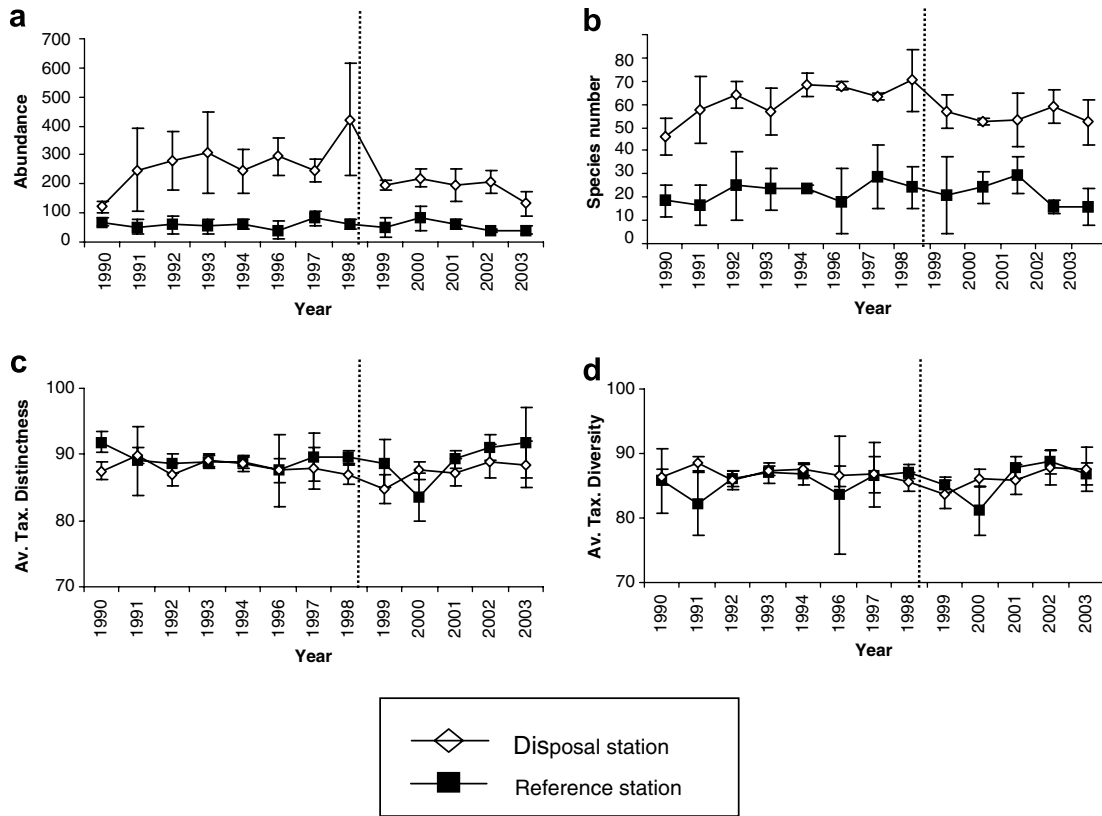 a
700
600
500
400
300
200
100
0
Abundance
1990 1991 1992 1993 1994 1996 1997 1998 1999 2000 2001 2002 2003
Year
b
80
70
60
50
40
30
20
10
0
Species number
1990 1991 1992 1993 1994 1996 1997 1998 1999 2000 2001 2002 2003
Year
c
100
90
80
70
Av. Tax. Distinctness
1990 1991 1992 1993 1994 1996 1997 1998 1999 2000 2001 2002 2003
Year
d
100
90
80
70
Av. Tax. Diversity
1990 1991 1992 1993 1994 1996 1997 1998 1999 2000 2001 2002 2003
Year
Disposal station
Reference station